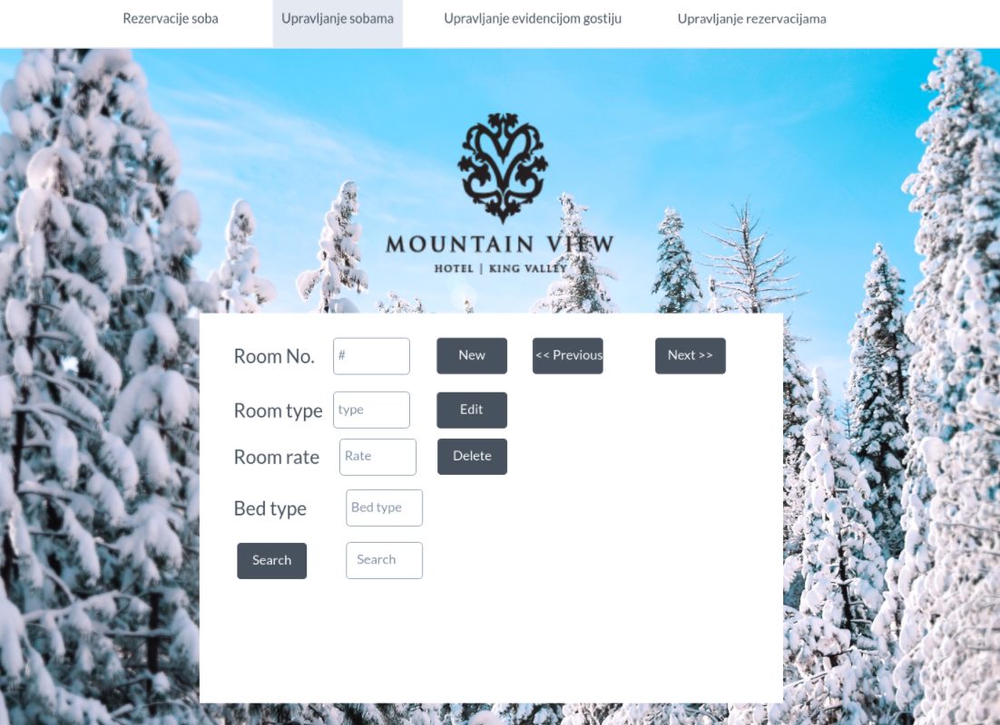 Rezervacije soba Upravljanje sobama Upravljanje evidencijom gostiju Upravljanje rezervacijama
MOUNTAIN VIEW
HOTEL | KING VALLEY
Room No. # New << Previous Next >>
Room type type Edit
Room rate Rate Delete
Bed type Bed type
Search Search